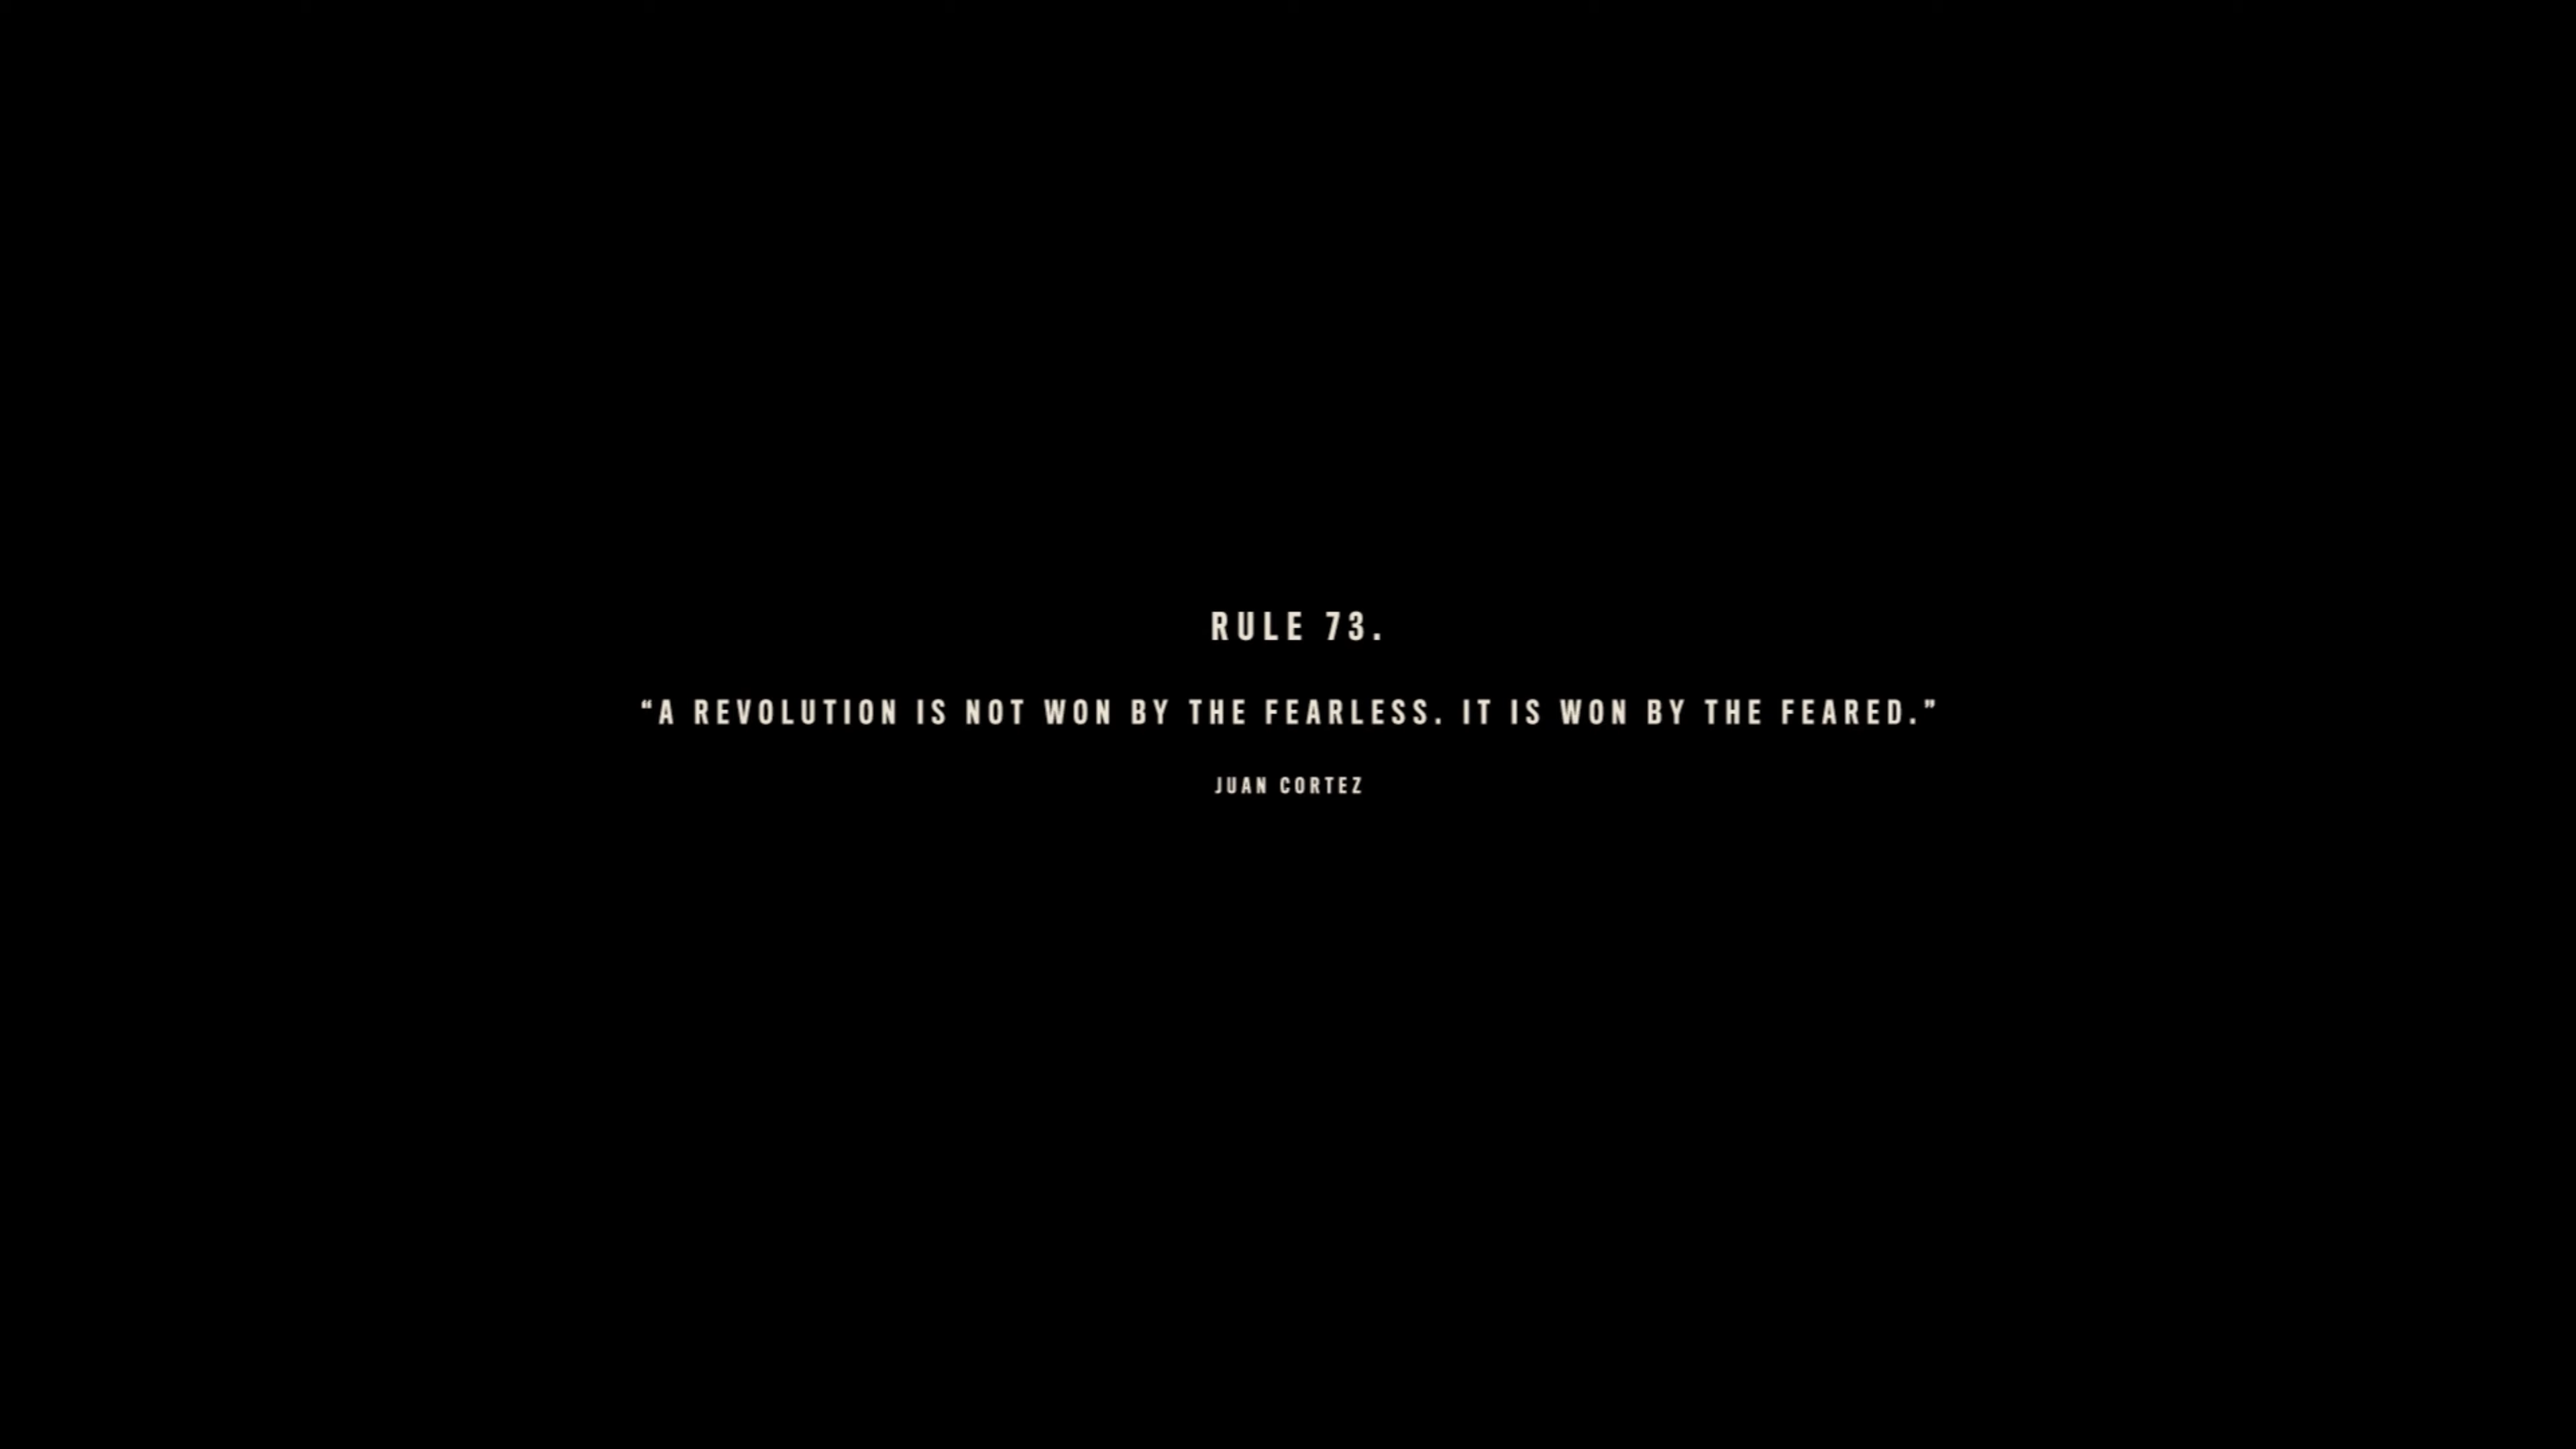 RULE 73.
“A REVOLUTION IS NOT WON BY THE FEARLESS. IT IS WON BY THE FEARED.”
JUAN CORTEZ